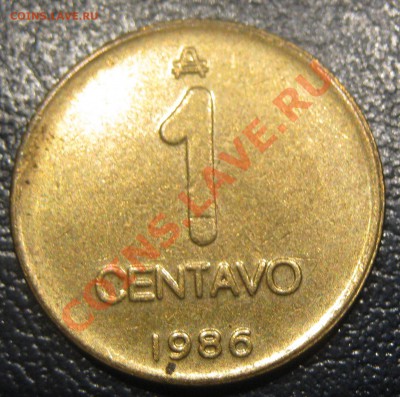 COINS.LAVE.RU
₳
1
CENTAVO
1986
COINS.LAVE.RU